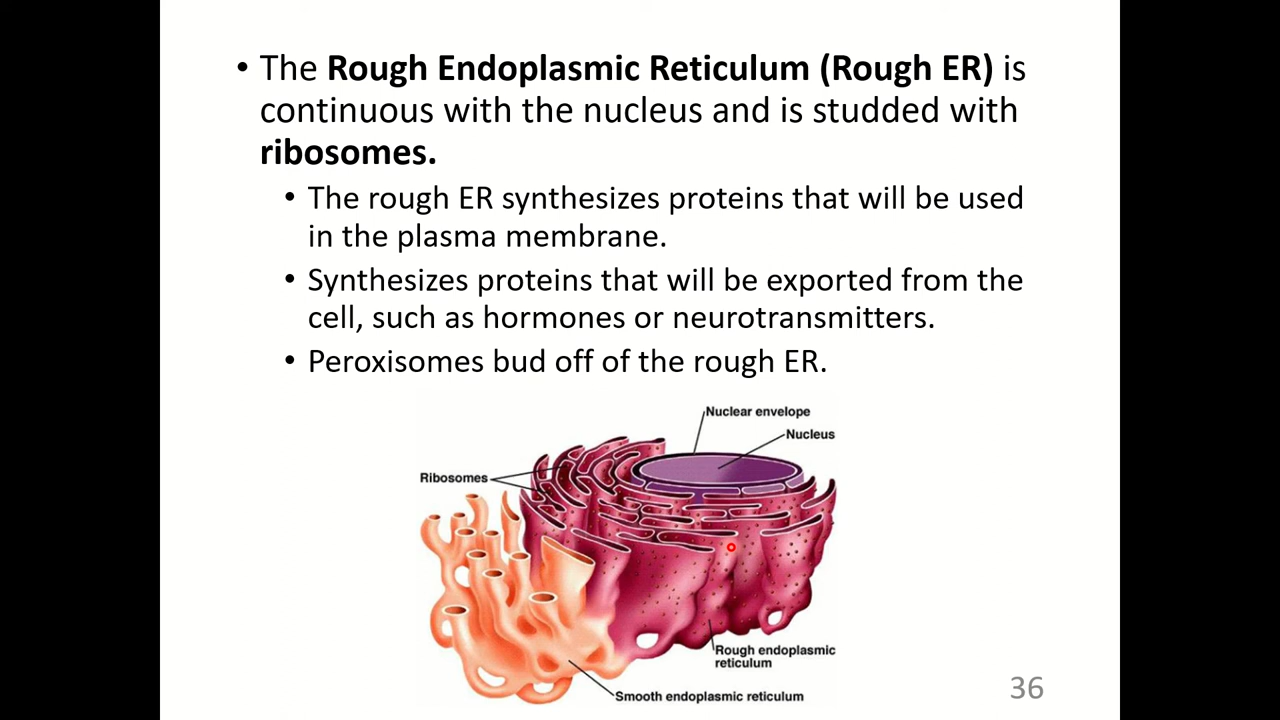 • The Rough Endoplasmic Reticulum (Rough ER) is
continuous with the nucleus and is studded with
ribosomes.
• The rough ER synthesizes proteins that will be used
in the plasma membrane.
• Synthesizes proteins that will be exported from the
cell, such as hormones or neurotransmitters.
• Peroxisomes bud off of the rough ER.
Nuclear envelope
Nucleus
Ribosomes
Rough endoplasmic
reticulum
Smooth endoplasmic reticulum
36